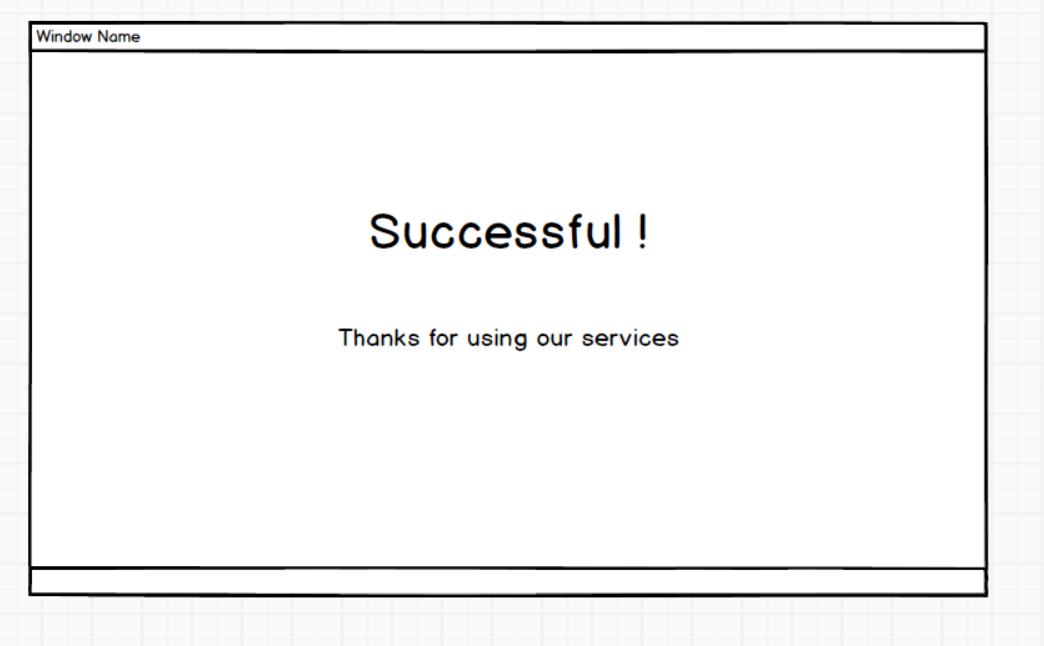 Window Name
Successful !
Thanks for using our services